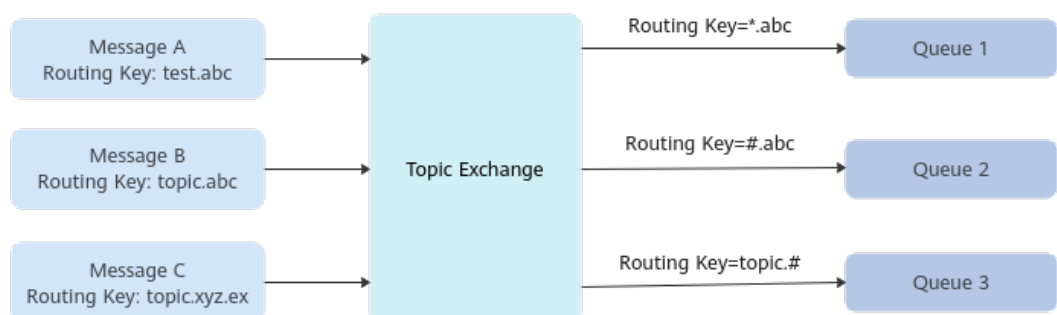 Message A
Routing Key: test.abc
Message B
Routing Key: topic.abc
Message C
Routing Key: topic.xyz.ex
Topic Exchange
Routing Key=*.abc
Queue 1
Routing Key=#.abc
Queue 2
Routing Key=topic.#
Queue 3